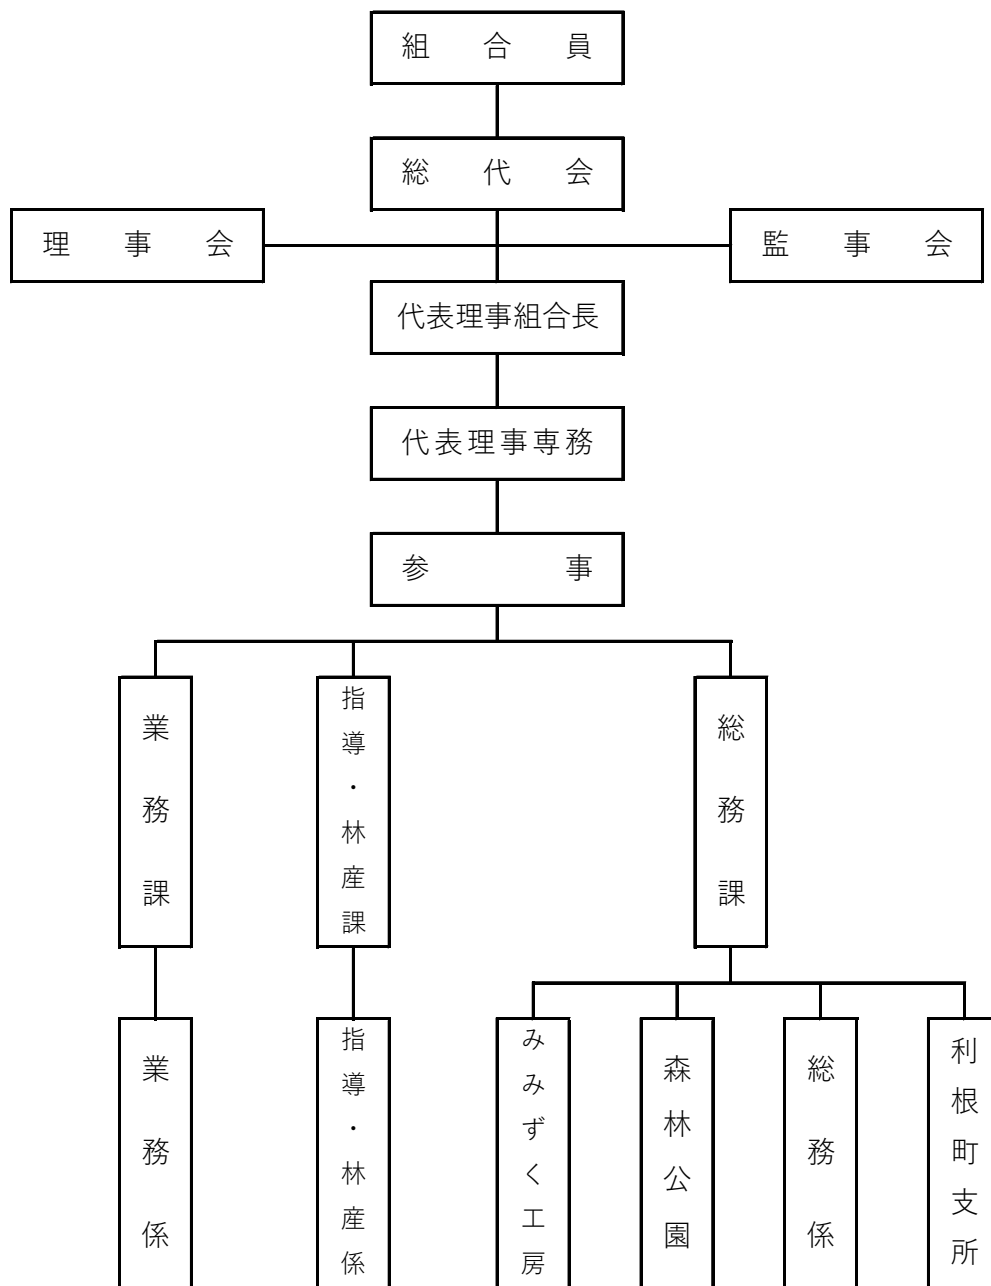 組合員
総代会
理事会
監事会
代表理事組合長
代表理事専務
参事
業務課
指導・林産課
総務課
業務係
指導・林産係
みみずく工房
森林公園
総務係
利根町支所